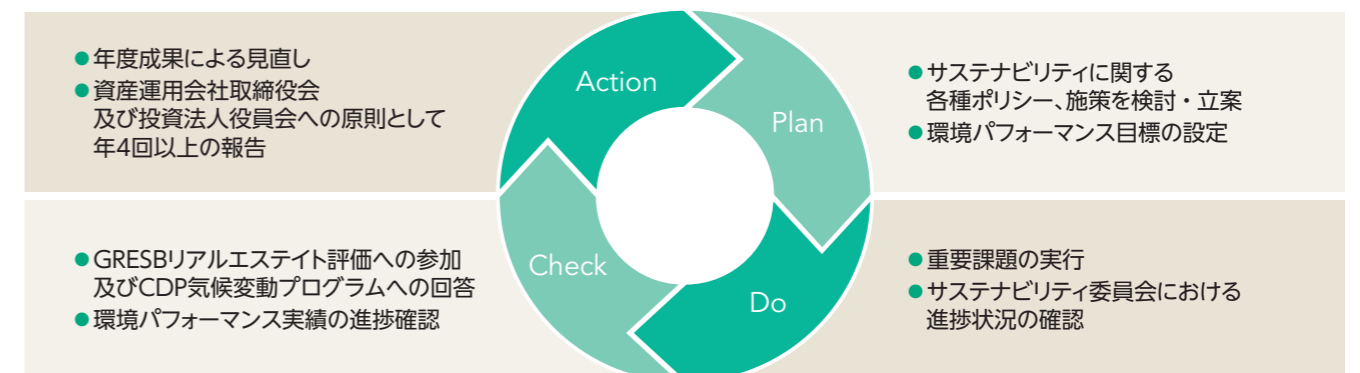 Action
●年度成果による見直し
●資産運用会社取締役会
及び投資法人役員会への原則として
年4回以上の報告
Plan
●サステナビリティに関する
各種ポリシー、施策を検討・立案
●環境パフォーマンス目標の設定
Check
●GRESBリアルエステイト評価への参加
及びCDP気候変動プログラムへの回答
●環境パフォーマンス実績の進捗確認
Do
●重要課題の実行
●サステナビリティ委員会における
進捗状況の確認